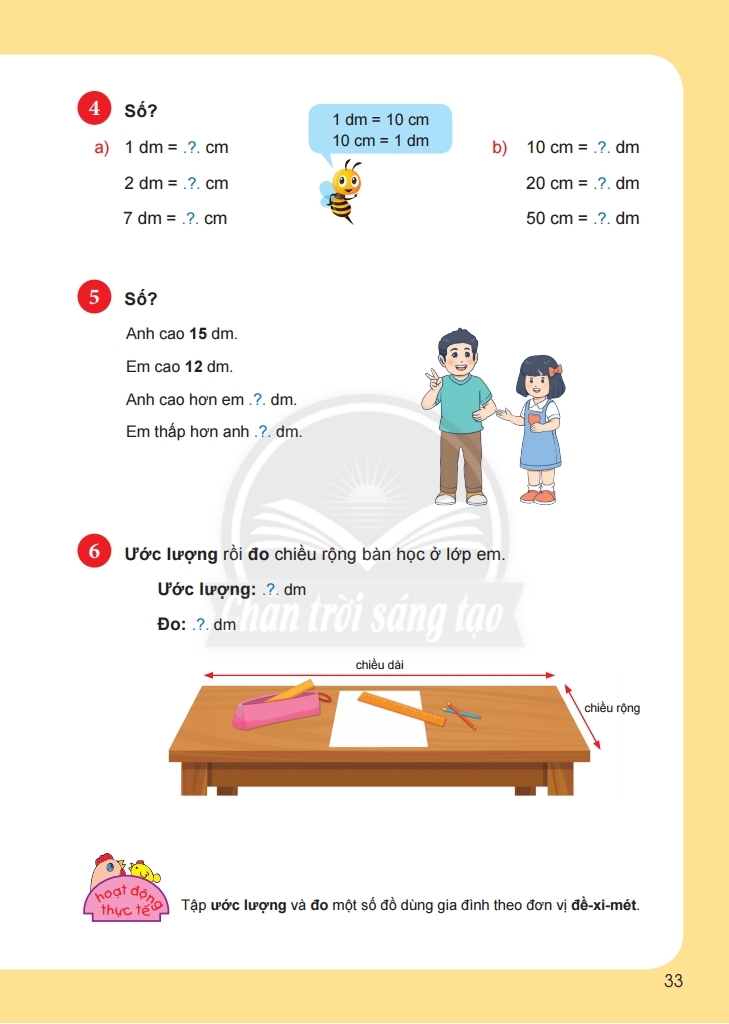 4 Số?
1 dm = 10 cm
10 cm = 1 dm
a) 1 dm = .?. cm
2 dm = .?. cm
7 dm = .?. cm
b) 10 cm = .?. dm
20 cm = .?. dm
50 cm = .?. dm
5 Số?
Anh cao 15 dm.
Em cao 12 dm.
Anh cao hơn em .?. dm.
Em thấp hơn anh .?. dm.
6 Ước lượng rồi đo chiều rộng bàn học ở lớp em.
Ước lượng: .?. dm
Đo: .?. dm
Chân trời sáng tạo
chiều dài
chiều rộng
hoạt động
thực tế
Tập ước lượng và đo một số đồ dùng gia đình theo đơn vị đề-xi-mét.
33